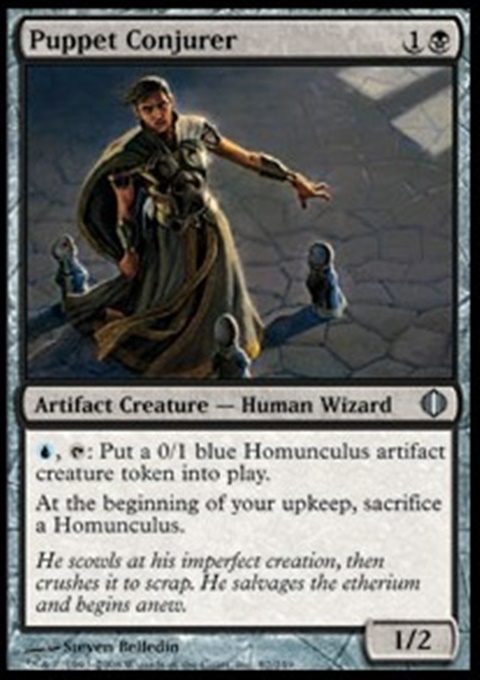 Puppet Conjurer 1
Artifact Creature — Human Wizard
, : Put a 0/1 blue Homunculus artifact
creature token into play.
At the beginning of your upkeep, sacrifice
a Homunculus.
He scowls at his imperfect creation, then
crushes it to scrap. He salvages the etherium
and begins anew.
1/2
Steven Belledin